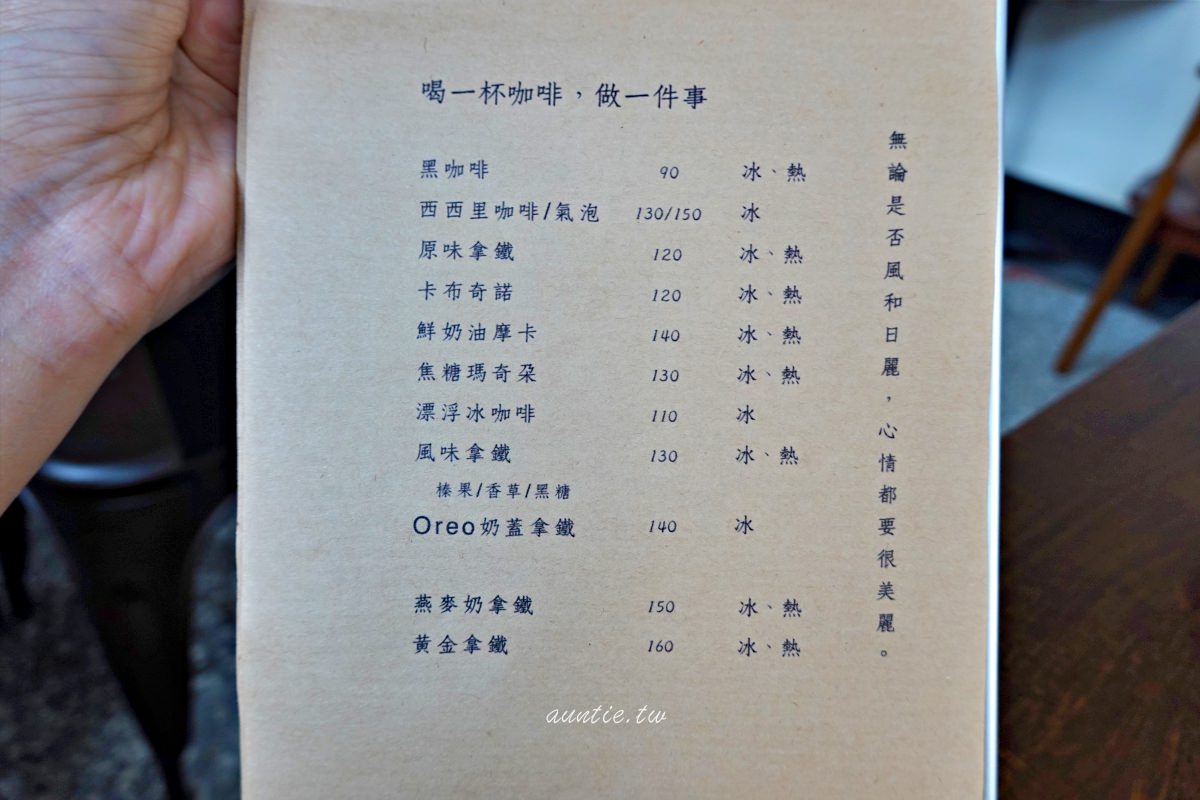 喝一杯咖啡，做一件事
黑咖啡 90 冰、熱
西西里咖啡/氣泡 130/150 冰
原味拿鐵 120 冰、熱
卡布奇諾 120 冰、熱
鮮奶油摩卡 140 冰、熱
焦糖瑪奇朵 130 冰、熱
漂浮冰咖啡 110 冰
風味拿鐵 130 冰、熱
榛果/香草/黑糖
Oreo奶蓋拿鐵 140 冰
燕麥奶拿鐵 150 冰、熱
黃金拿鐵 160 冰、熱
無論是否風和日麗，心情都要很美麗。
auntie.tw